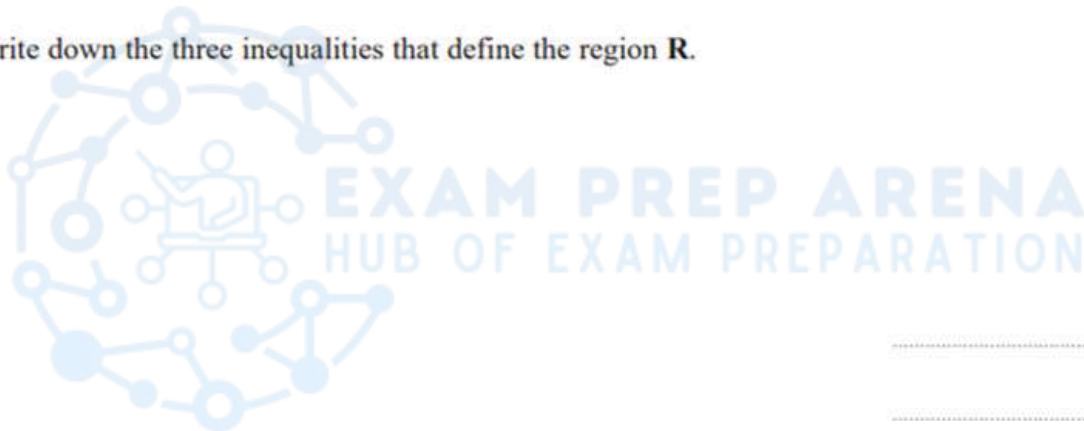 rite down the three inequalities that define the region R.
EXAM PREP ARENA
HUB OF EXAM PREPARATION